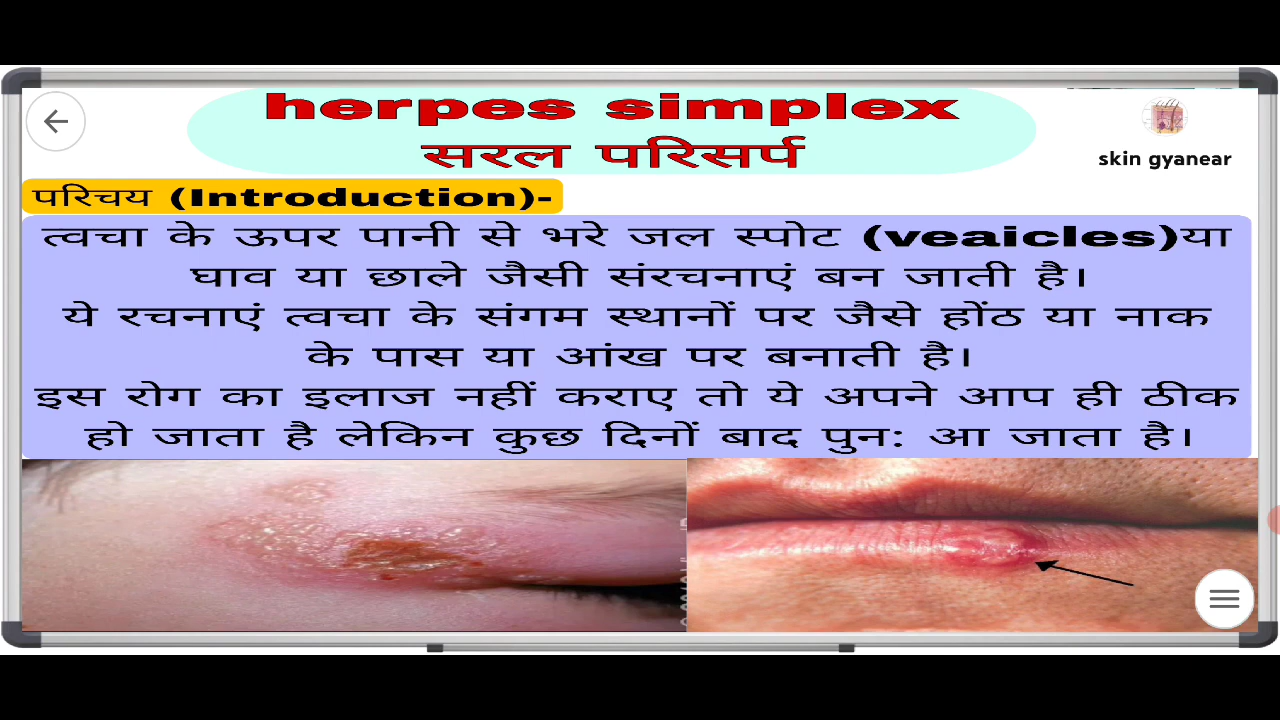 herpes simplex
सरल परिसर्प
skin gyanear
परिचय (Introduction)-
त्वचा के ऊपर पानी से भरे जल स्पोट (veaicles)या
घाव या छाले जैसी संरचनाएं बन जाती है।
ये रचनाएं त्वचा के संगम स्थानों पर जैसे होंठ या नाक
के पास या आंख पर बनाती है।
इस रोग का इलाज नहीं कराए तो ये अपने आप ही ठीक
हो जाता है लेकिन कुछ दिनों बाद पुन: आ जाता है।